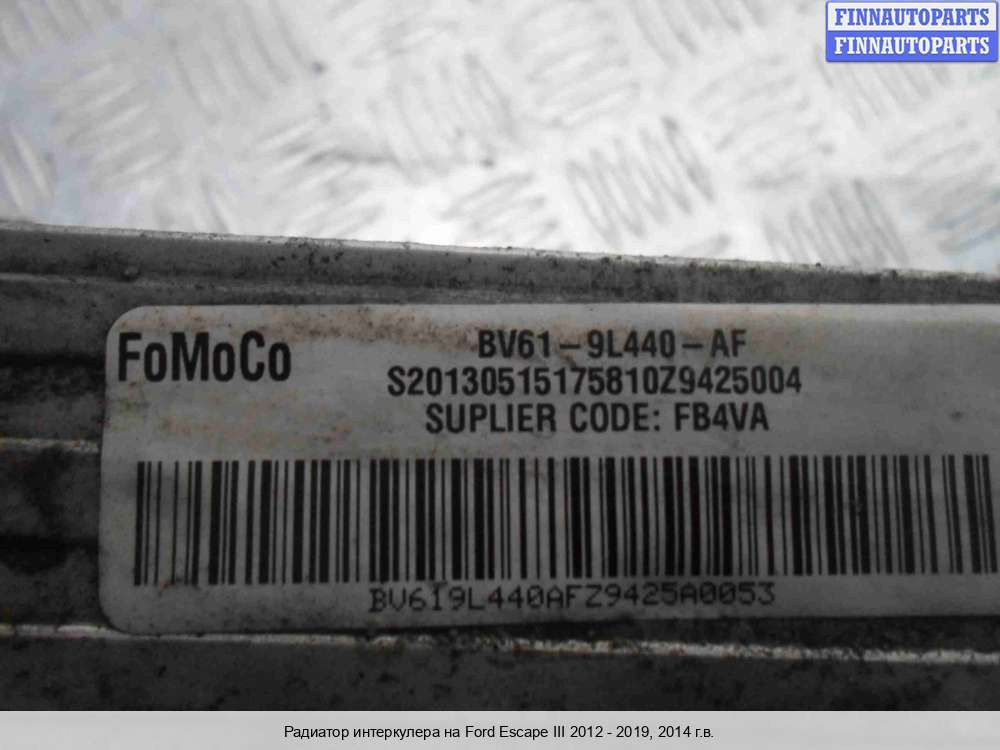 FINNAUTOPARTS
FINNAUTOPARTS
FoMoCo
BV61-9L440-AF
S20130515175810Z9425004
SUPLIER CODE: FB4VA
BV619L440AFZ9425A0053
Радиатор интеркулера на Ford Escape III 2012 - 2019, 2014 г.в.